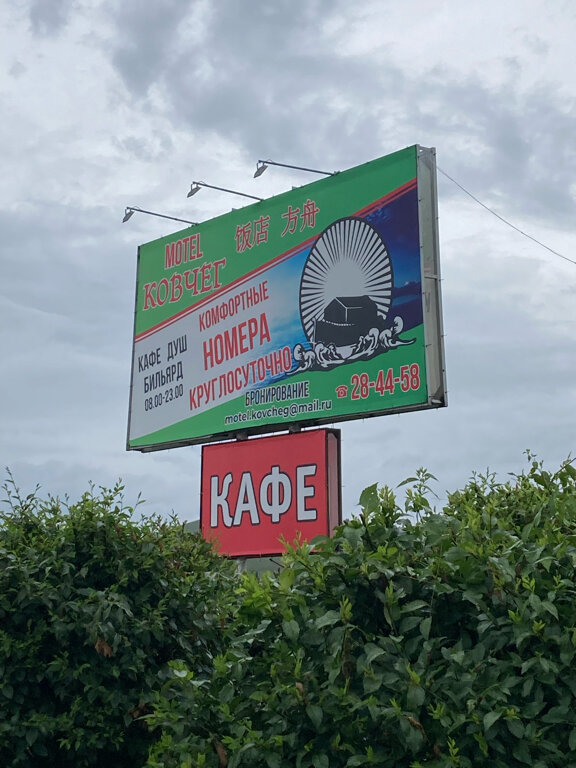 MOTEL
КОВЧЕГ
饭店 方舟
КОМФОРТНЫЕ
НОМЕРА
КРУГЛОСУТОЧНО
КАФЕ ДУШ
БИЛЬЯРД
08.00-23.00
БРОНИРОВАНИЕ
motel.kovcheg@mail.ru
☎ 28-44-58
КАФЕ